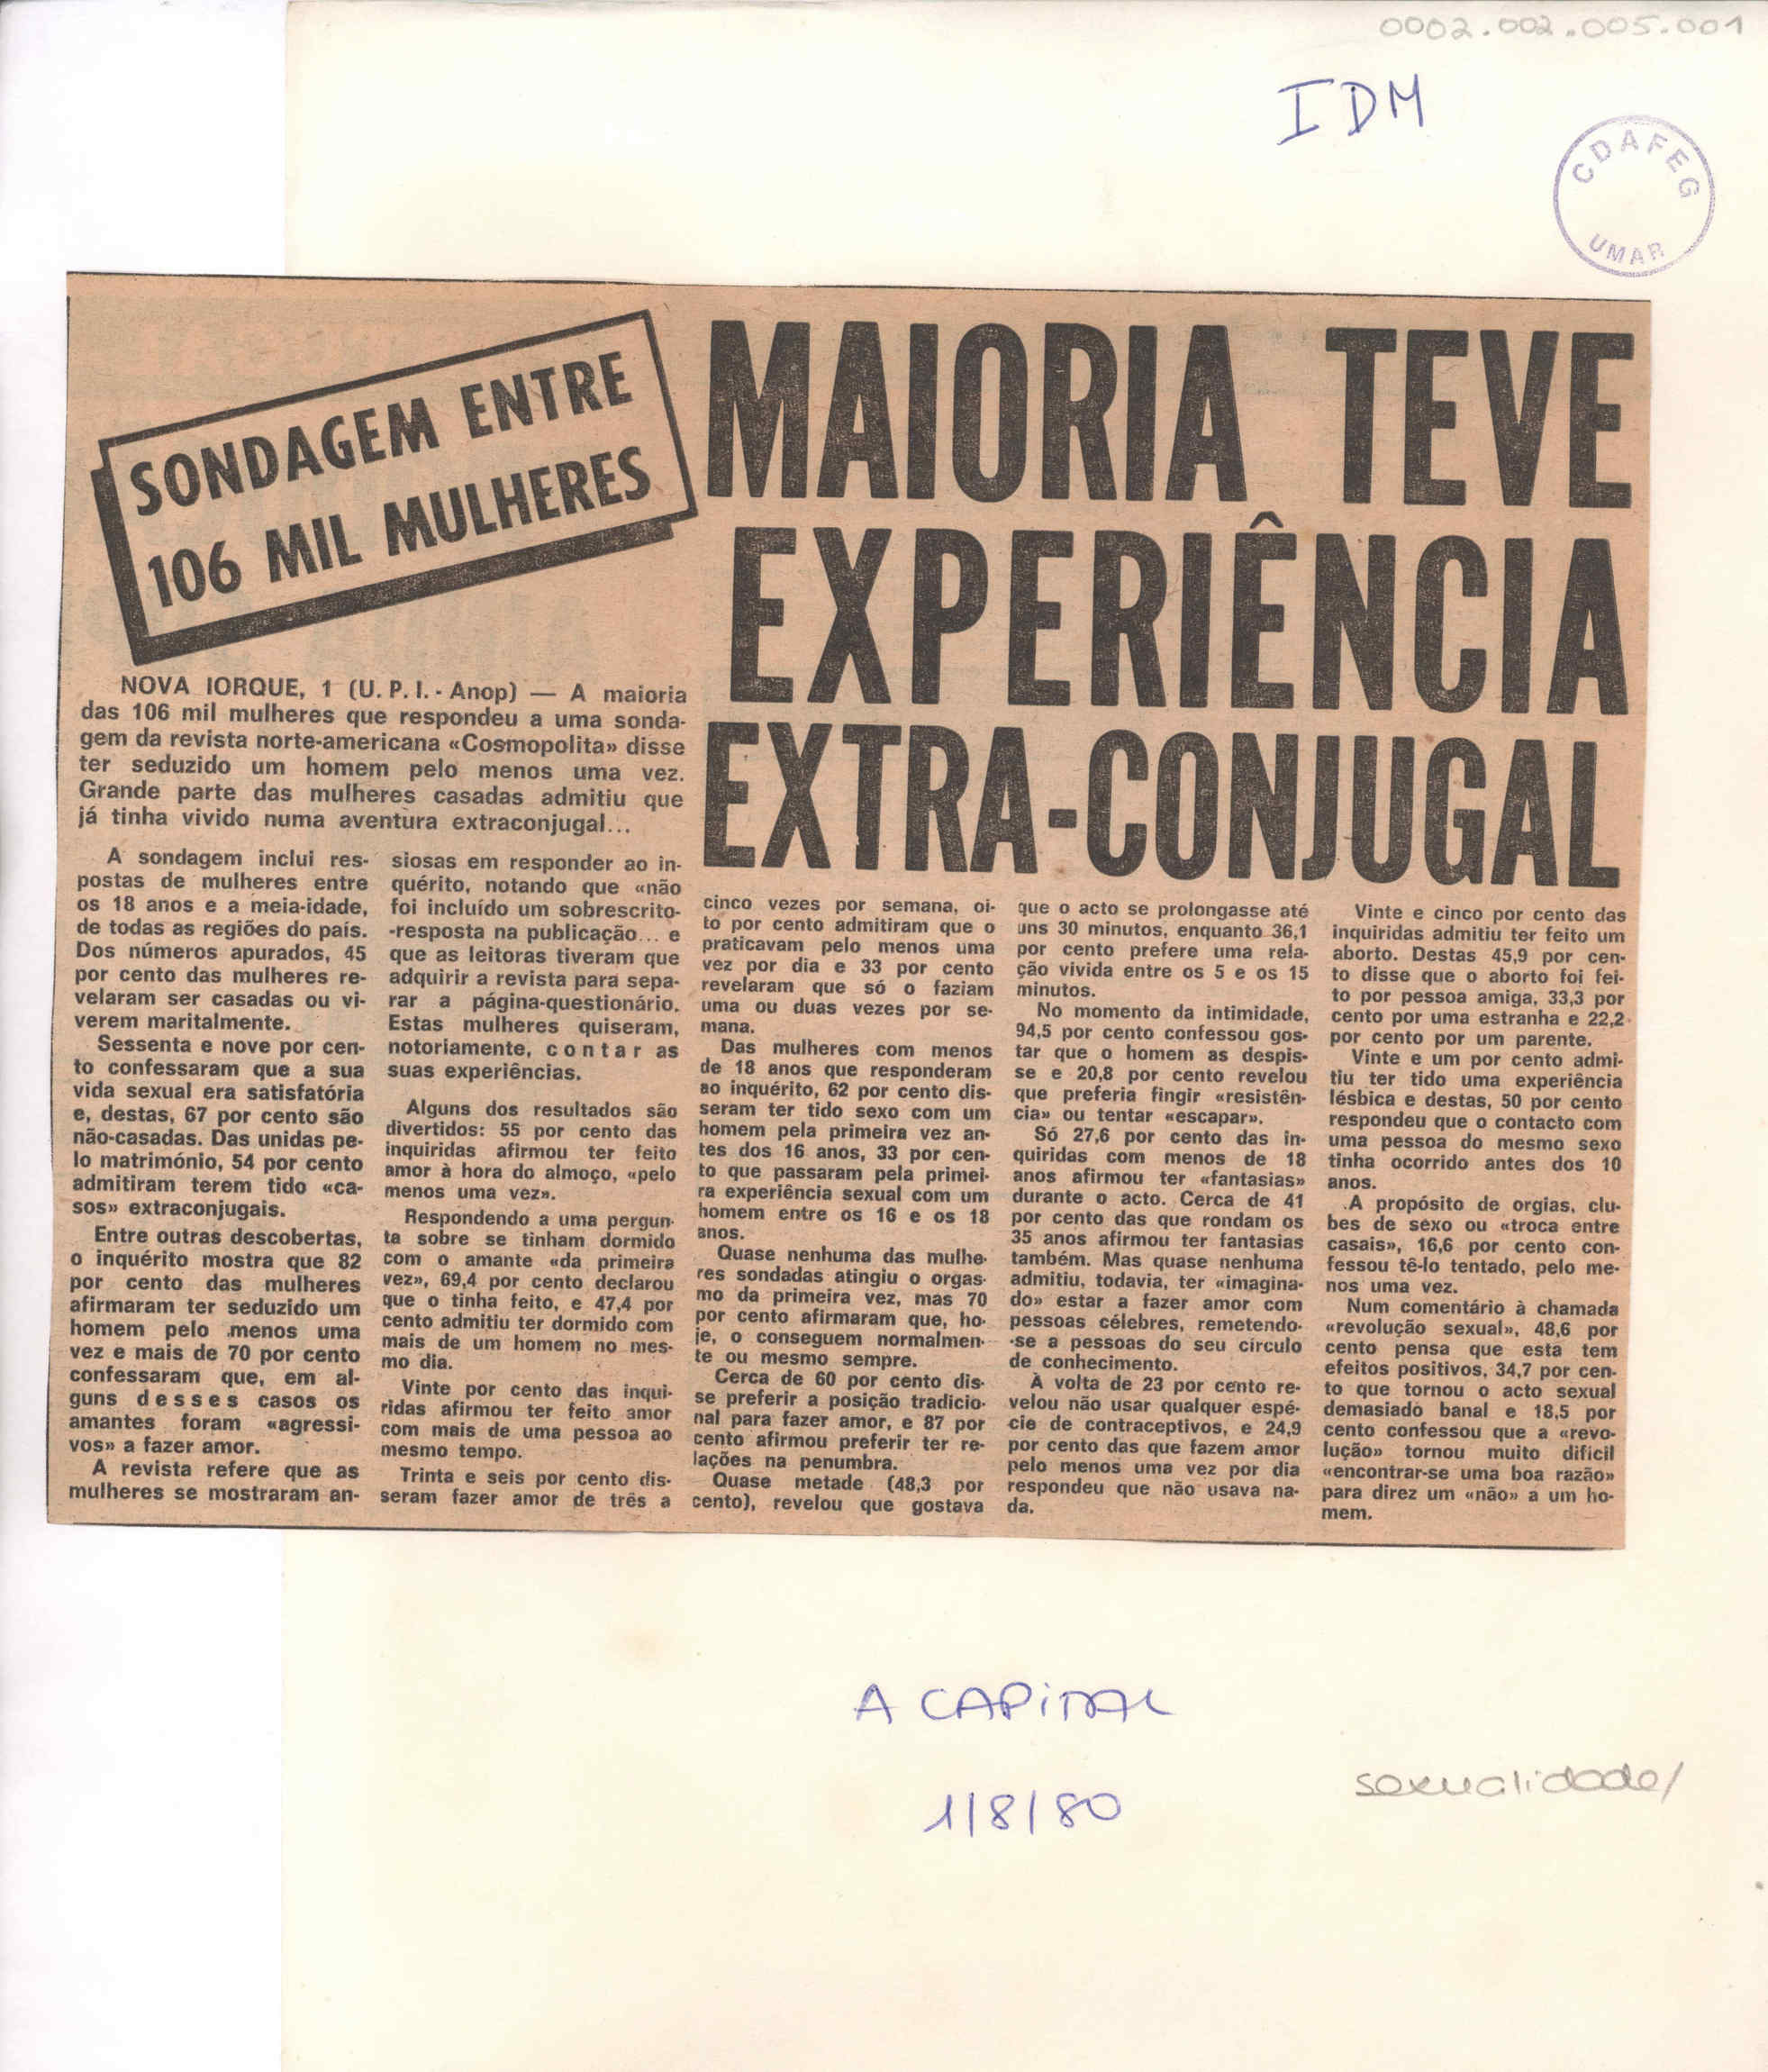 0002.002.005.001
IDM
CDAFEG
UMAR
SONDAGEM ENTRE
106 MIL MULHERES
MAIORIA TEVE
EXPERIÊNCIA
EXTRA-CONJUGAL
NOVA IORQUE, 1 (U. P. I. - Anop) — A maioria
das 106 mil mulheres que respondeu a uma sonda-
gem da revista norte-americana «Cosmopolita» disse
ter seduzido um homem pelo menos uma vez.
Grande parte das mulheres casadas admitiu que
já tinha vivido numa aventura extraconjugal...
A sondagem inclui res-
postas de mulheres entre
os 18 anos e a meia-idade,
de todas as regiões do país.
Dos números apurados, 45
por cento das mulheres re-
velaram ser casadas ou vi-
verem maritalmente.
Sessenta e nove por cen-
to confessaram que a sua
vida sexual era satisfatória
e, destas, 67 por cento são
não-casadas. Das unidas pe-
lo matrimónio, 54 por cento
admitiram terem tido «ca-
sos» extraconjugais.
Entre outras descobertas,
o inquérito mostra que 82
por cento das mulheres
afirmaram ter seduzido um
homem pelo menos uma
vez e mais de 70 por cento
confessaram que, em al-
guns desses casos os
amantes foram «agressi-
vos» a fazer amor.
A revista refere que as
mulheres se mostraram an-
siosas em responder ao in-
quérito, notando que «não
foi incluído um sobrescrito-
-resposta na publicação... e
que as leitoras tiveram que
adquirir a revista para sepa-
rar a página-questionário.
Estas mulheres quiseram,
notoriamente, contar as
suas experiências.
Alguns dos resultados são
divertidos: 55 por cento das
inquiridas afirmou ter feito
amor à hora do almoço, «pelo
menos uma vez».
Respondendo a uma pergun-
ta sobre se tinham dormido
com o amante «da primeira
vez», 69,4 por cento declarou
que o tinha feito, e 47,4 por
cento admitiu ter dormido com
mais de um homem no mes-
mo dia.
Vinte por cento das inqui-
ridas afirmou ter feito amor
com mais de uma pessoa ao
mesmo tempo.
Trinta e seis por cento dis-
seram fazer amor de três a
cinco vezes por semana, oi-
to por cento admitiram que o
praticavam pelo menos uma
vez por dia e 33 por cento
revelaram que só o faziam
uma ou duas vezes por se-
mana.
Das mulheres com menos
de 18 anos que responderam
ao inquérito, 62 por cento dis-
seram ter tido sexo com um
homem pela primeira vez an-
tes dos 16 anos, 33 por cen-
to que passaram pela primei-
ra experiência sexual com um
homem entre os 16 e os 18
anos.
Quase nenhuma das mulhe-
res sondadas atingiu o orgas-
mo da primeira vez, mas 70
por cento afirmaram que, ho-
je, o conseguem normalmen-
te ou mesmo sempre.
Cerca de 60 por cento dis-
se preferir a posição tradicio-
nal para fazer amor, e 87 por
cento afirmou preferir ter re-
lações na penumbra.
Quase metade (48,3 por
cento), revelou que gostava
que o acto se prolongasse até
uns 30 minutos, enquanto 36,1
por cento prefere uma rela-
ção vivida entre os 5 e os 15
minutos.
No momento da intimidade,
94,5 por cento confessou gos-
tar que o homem as despis-
se e 20,8 por cento revelou
que preferia fingir «resistên-
cia» ou tentar «escapar».
Só 27,6 por cento das in-
quiridas com menos de 18
anos afirmou ter «fantasias»
durante o acto. Cerca de 41
por cento das que rondam os
35 anos afirmou ter fantasias
também. Mas quase nenhuma
admitiu, todavia, ter «imagina-
do» estar a fazer amor com
pessoas célebres, remetendo-
-se a pessoas do seu círculo
de conhecimento.
À volta de 23 por cento re-
velou não usar qualquer espé-
cie de contraceptivos, e 24,9
por cento das que fazem amor
pelo menos uma vez por dia
respondeu que não usava na-
da.
Vinte e cinco por cento das
inquiridas admitiu ter feito um
aborto. Destas 45,9 por cen-
to disse que o aborto foi fei-
to por pessoa amiga, 33,3 por
cento por uma estranha e 22,2
por cento por um parente.
Vinte e um por cento admi-
tiu ter tido uma experiência
lésbica e destas, 50 por cento
respondeu que o contacto com
uma pessoa do mesmo sexo
tinha ocorrido antes dos 10
anos.
A propósito de orgias, clu-
bes de sexo ou «troca entre
casais», 16,6 por cento con-
fessou tê-lo tentado, pelo me-
nos uma vez.
Num comentário à chamada
«revolução sexual», 48,6 por
cento pensa que esta tem
efeitos positivos, 34,7 por cen-
to que tornou o acto sexual
demasiado banal e 18,5 por
cento confessou que a «revo-
lução» tornou muito difícil
«encontrar-se uma boa razão»
para direz um «não» a um ho-
mem.
A CAPITAL
1/8/80
sexualidade/